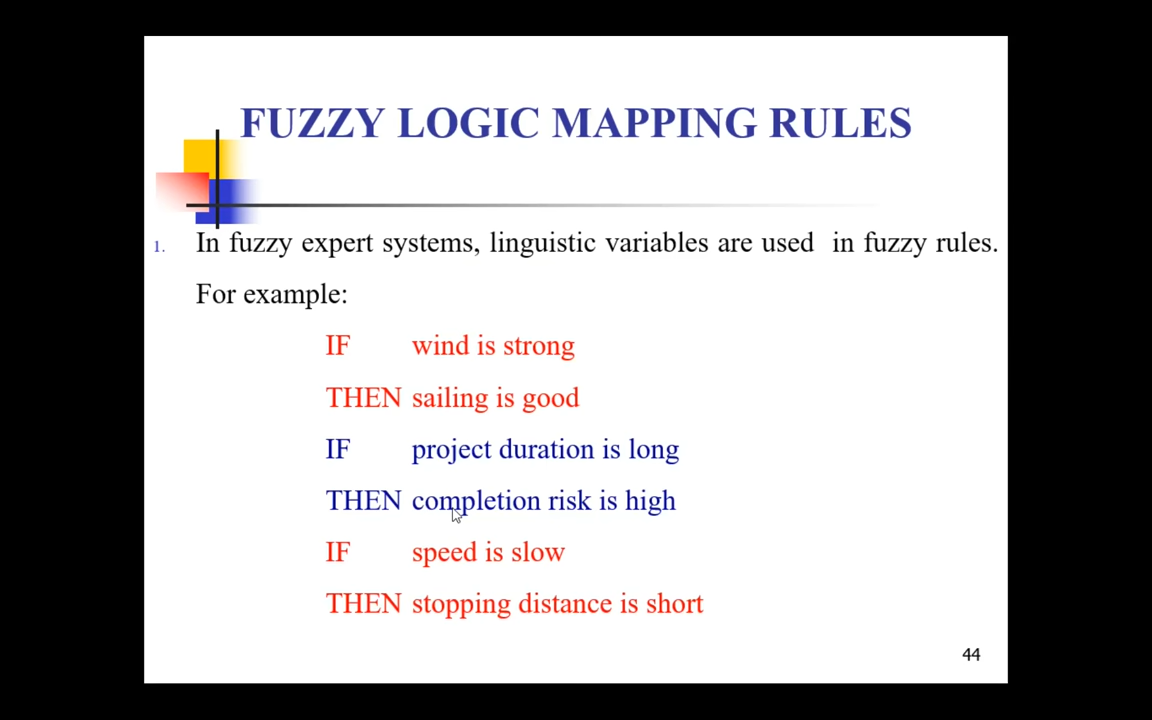 FUZZY LOGIC MAPPING RULES
1. In fuzzy expert systems, linguistic variables are used in fuzzy rules.
For example:
IF wind is strong
THEN sailing is good
IF project duration is long
THEN completion risk is high
IF speed is slow
THEN stopping distance is short
44